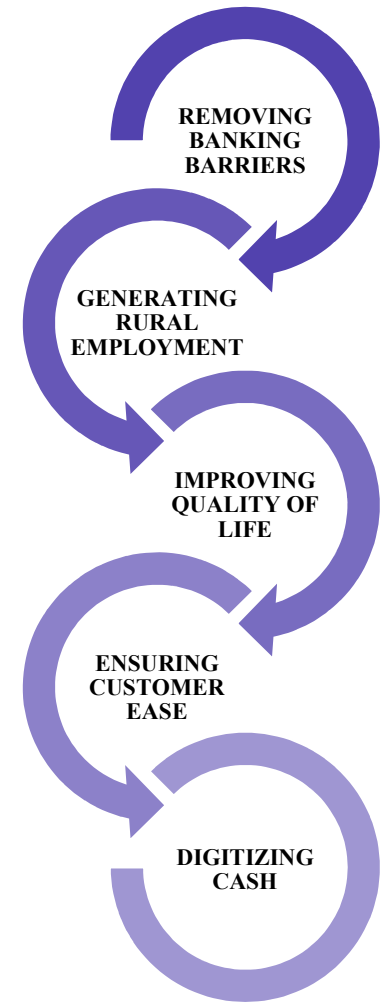 REMOVING
BANKING
BARRIERS
GENERATING
RURAL
EMPLOYMENT
IMPROVING
QUALITY OF
LIFE
ENSURING
CUSTOMER
EASE
DIGITIZING
CASH